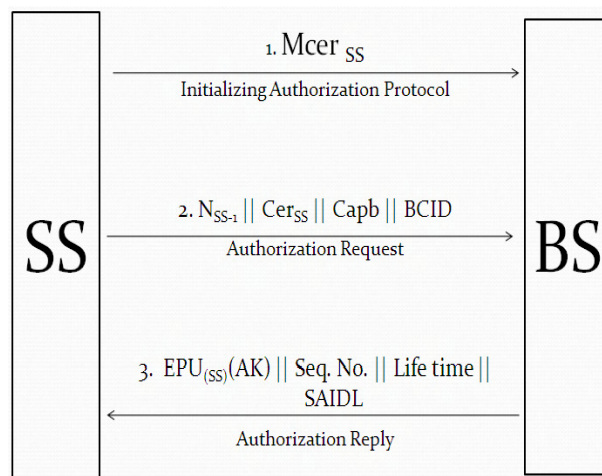 SS
BS
1. Mcer SS
Initializing Authorization Protocol
2. NSS-1 || CerSS || Capb || BCID
Authorization Request
3. EPU(SS)(AK) || Seq. No. || Life time ||
SAIDL
Authorization Reply